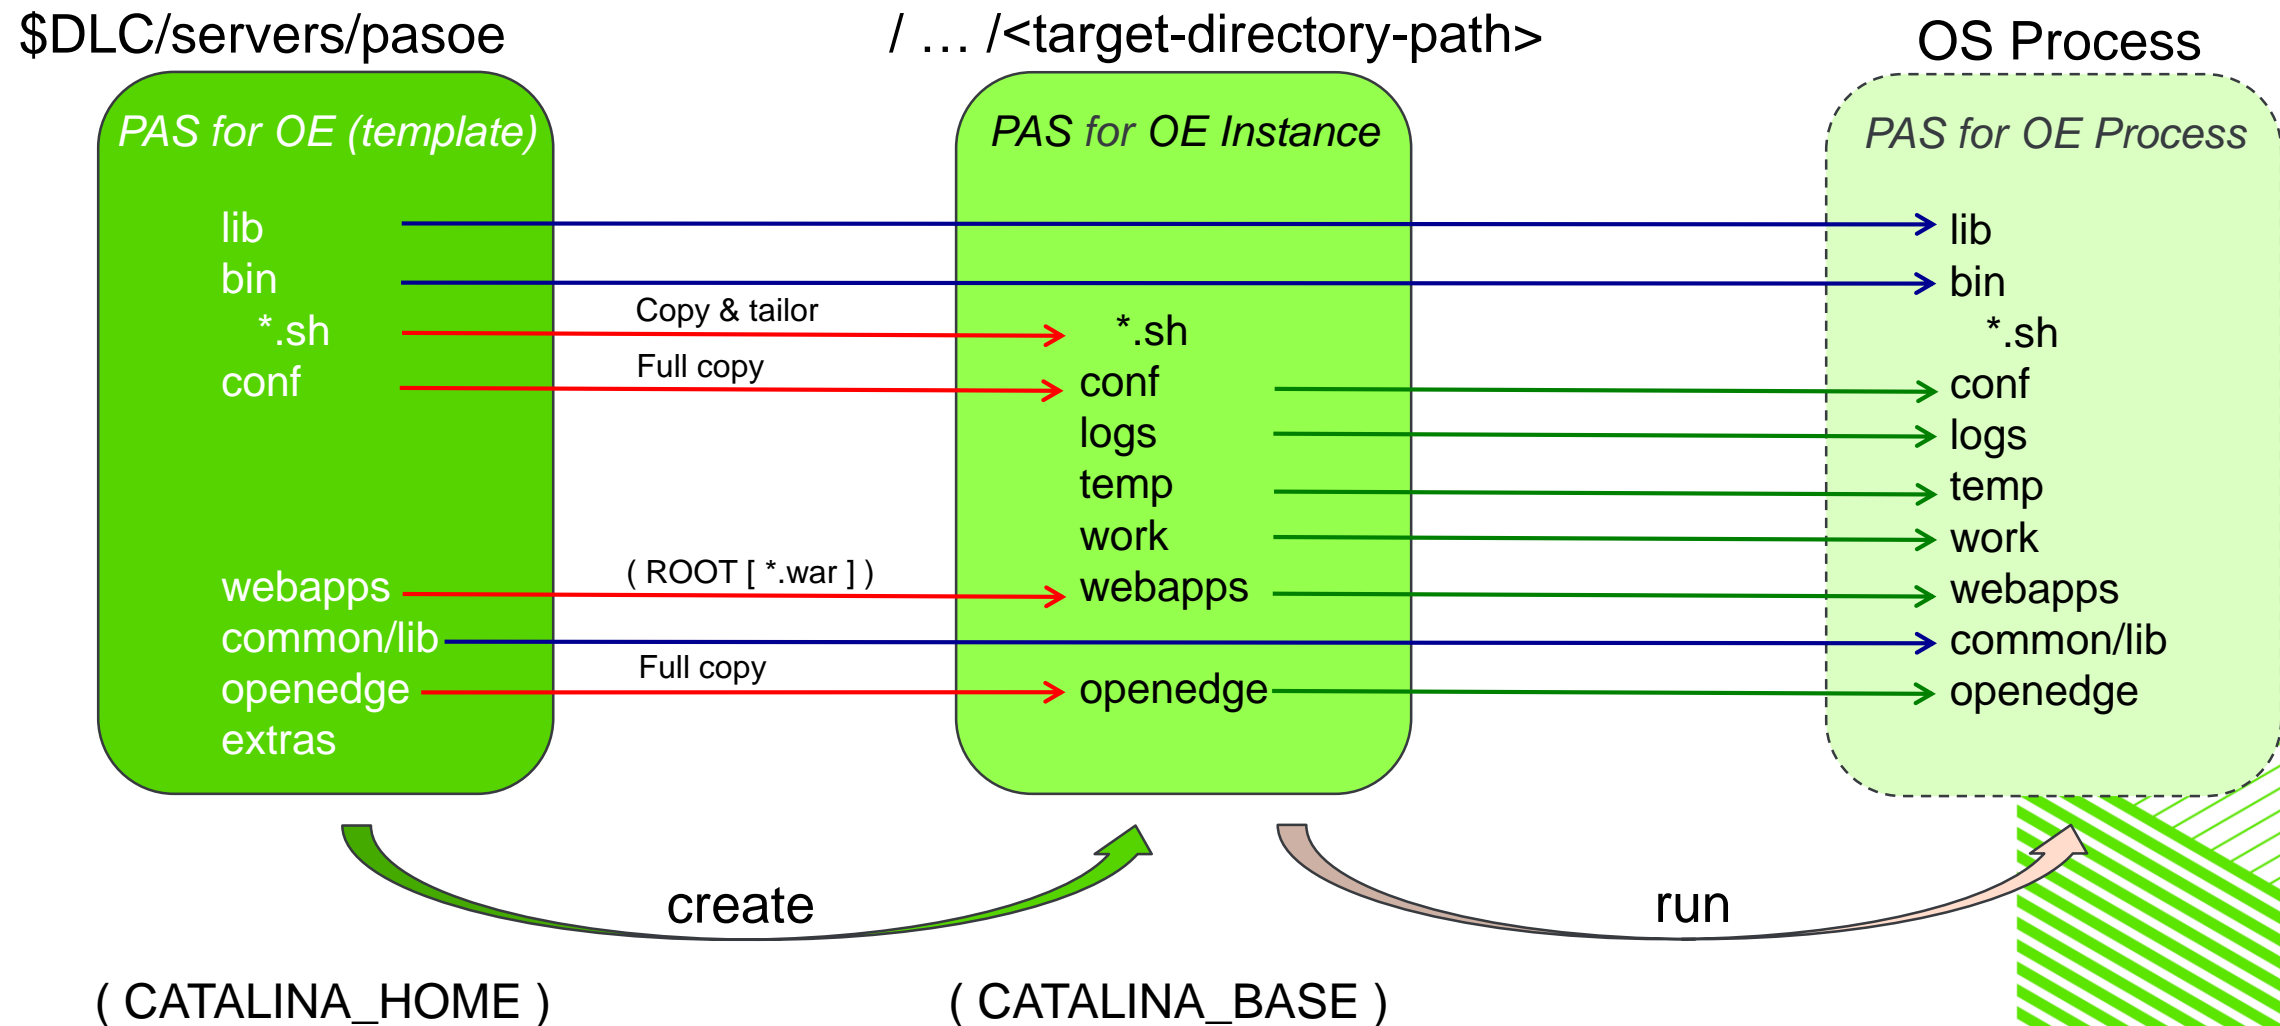 $DLC/servers/pasoe
/ … /<target-directory-path>
OS Process
PAS for OE (template)
lib
bin
*.sh
conf
webapps
common/lib
openedge
extras
Copy & tailor
Full copy
( ROOT [ *.war ] )
Full copy
PAS for OE Instance
*.sh
conf
logs
temp
work
webapps
openedge
PAS for OE Process
lib
bin
*.sh
conf
logs
temp
work
webapps
common/lib
openedge
create
run
( CATALINA_HOME )
( CATALINA_BASE )